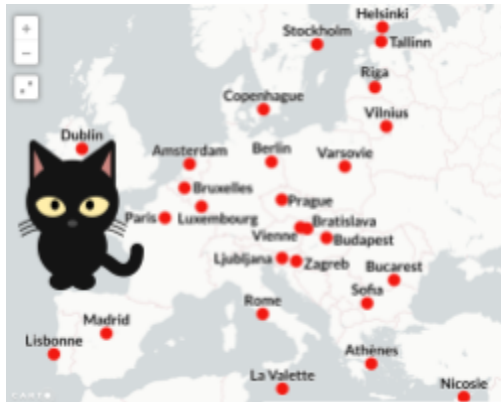 +
−
Helsinki
Stockholm
Tallinn
Riga
Copenhague
Vilnius
Dublin
Amsterdam
Berlin
Varsovie
Bruxelles
Prague
Paris
Luxembourg
Bratislava
Vienne
Budapest
Ljubljana
Zagreb
Bucarest
Sofia
Rome
Madrid
Lisbonne
Athènes
La Valette
Nicosie
CARTO